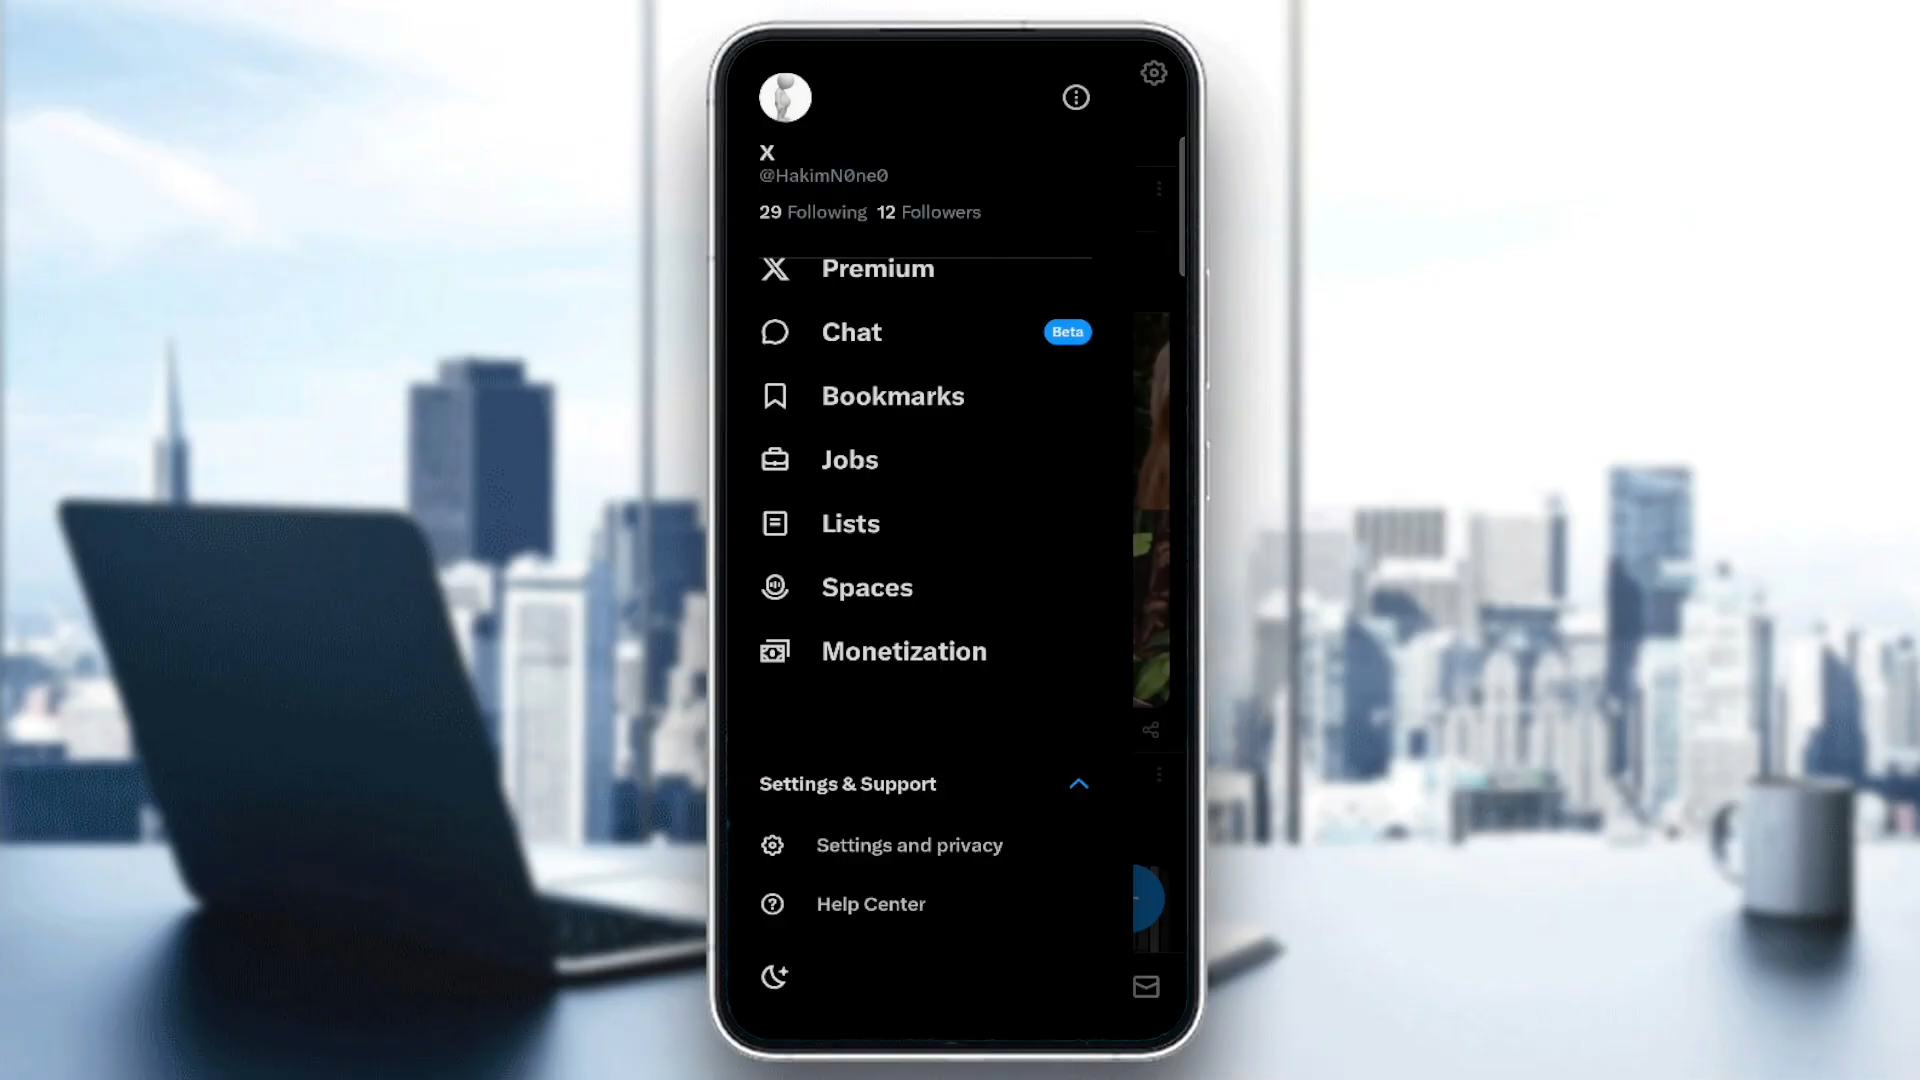 X
@HakimN0ne0
29 Following 12 Followers
Premium
Chat Beta
Bookmarks
Jobs
Lists
Spaces
Monetization
Settings & Support
Settings and privacy
Help Center